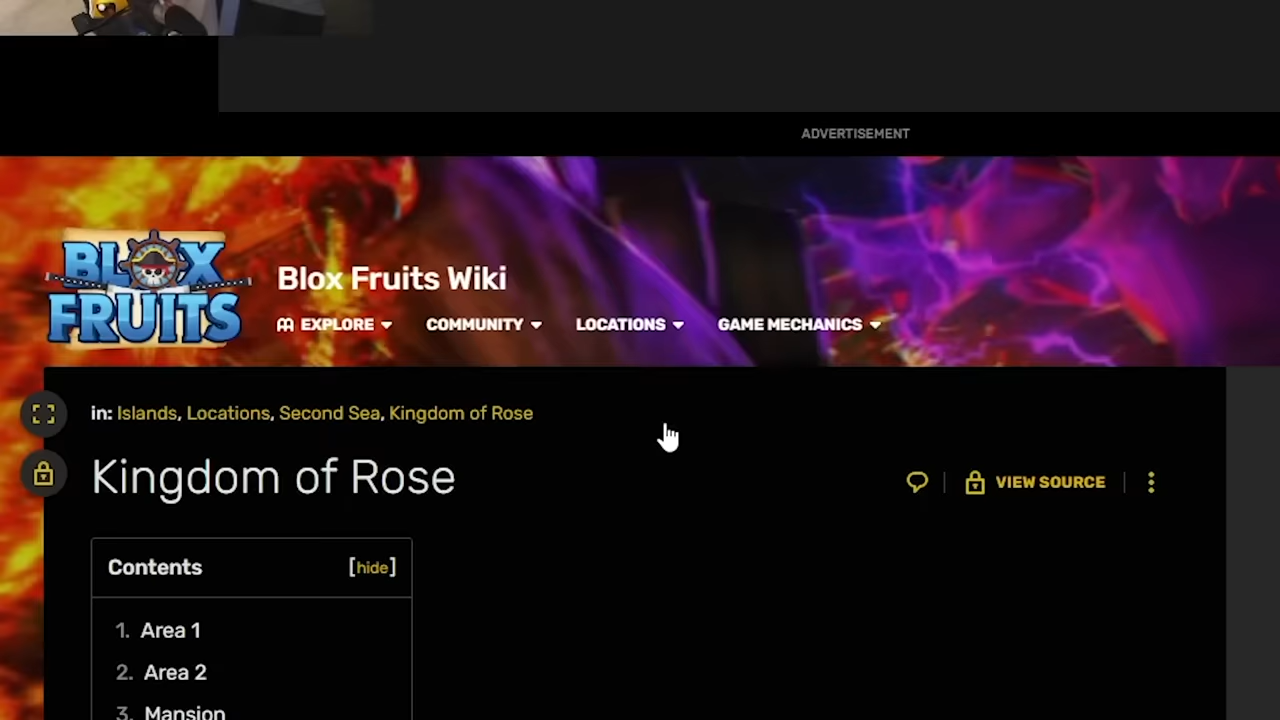 ADVERTISEMENT
BLOX
FRUITS
Blox Fruits Wiki
EXPLORE COMMUNITY LOCATIONS GAME MECHANICS
in: Islands, Locations, Second Sea, Kingdom of Rose
Kingdom of Rose
VIEW SOURCE
Contents [hide]
1. Area 1
2. Area 2
3. Mansion